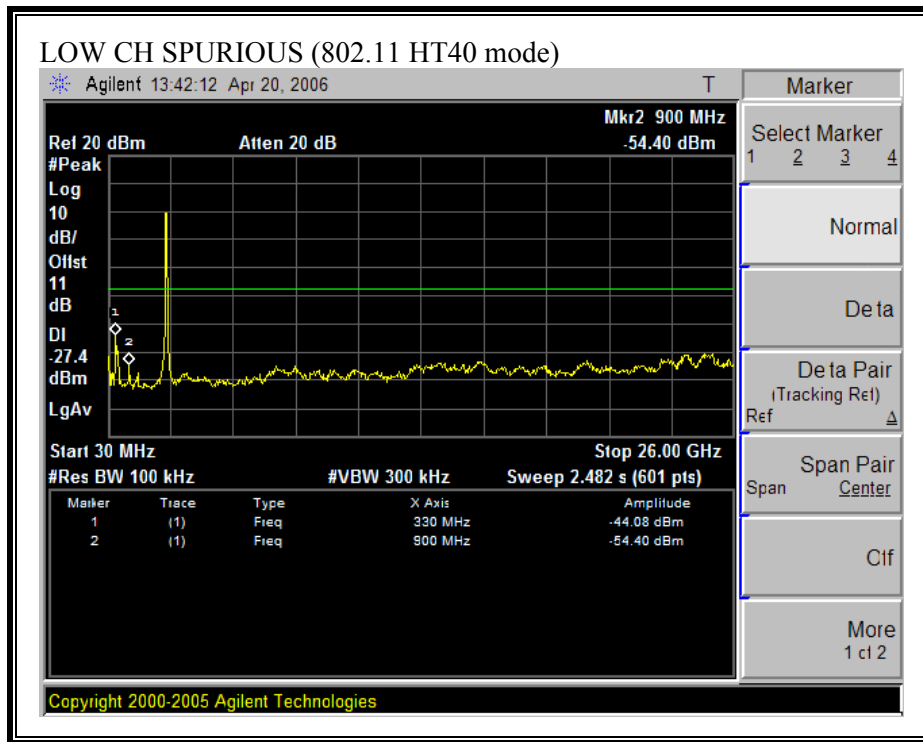 LOW CH SPURIOUS (802.11 HT40 mode)
Agilent 13:42:12 Apr 20, 2006 T
Mkr2 900 MHz
Ref 20 dBm Atten 20 dB -54.40 dBm
#Peak
Log
10
dB/
Offst
11
dB
DI
-27.4
dBm
LgAv
1
2
Start 30 MHz Stop 26.00 GHz
#Res BW 100 kHz #VBW 300 kHz Sweep 2.482 s (601 pts)
Marker Trace Type X Axis Amplitude
1 (1) Freq 330 MHz -44.08 dBm
2 (1) Freq 900 MHz -54.40 dBm
Copyright 2000-2005 Agilent Technologies
Marker
Select Marker
1 2 3 4
Normal
De ta
De ta Pair
(Tracking Ref)
Ref Δ
Span Pair
Span Center
Off
More
1 of 2